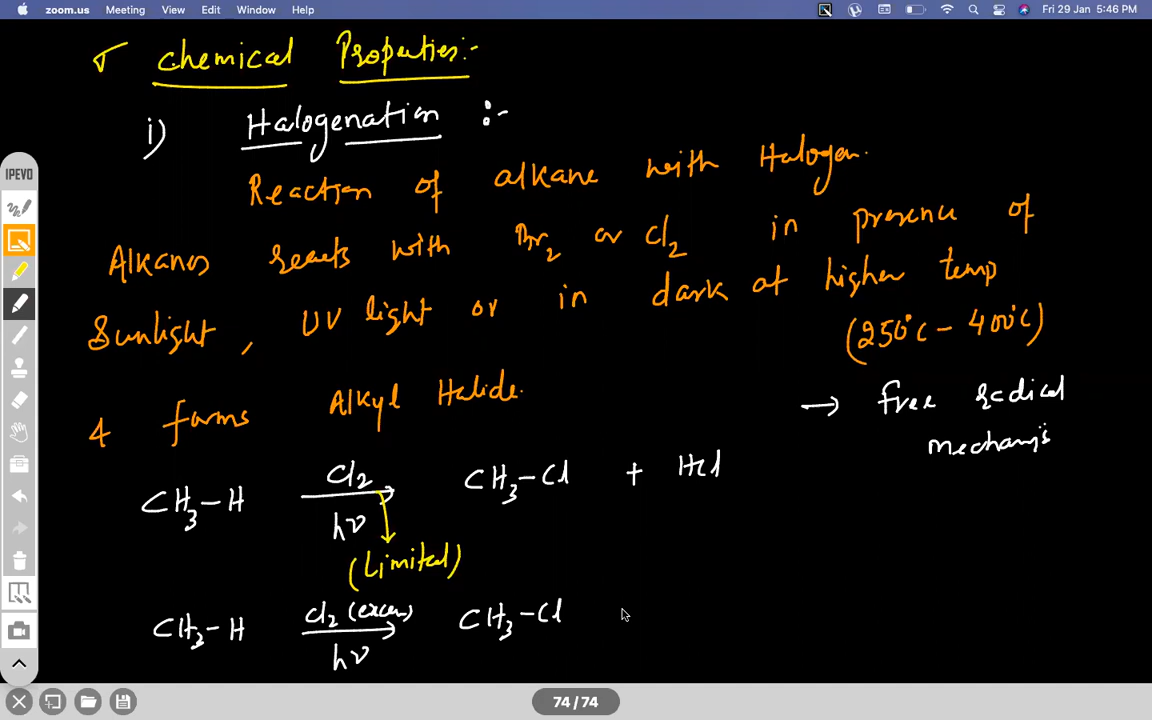 zoom.us Meeting View Edit Window Help Fri 29 Jan 5:46 PM
Chemical Properties:-
i) Halogenation :-
IPEVO
Reaction of alkane with Halogen.
Alkanes reacts with Br2 or Cl2 in presence of
Sunlight, UV light or in dark at higher temp
(250°C - 400°C)
& forms Alkyl Halide.
→ free radical
mechanis
CH3-H Cl2 hν → CH3-Cl + HCl
(Limited)
CH3-H Cl2 (excess) hν → CH3-Cl
74/74